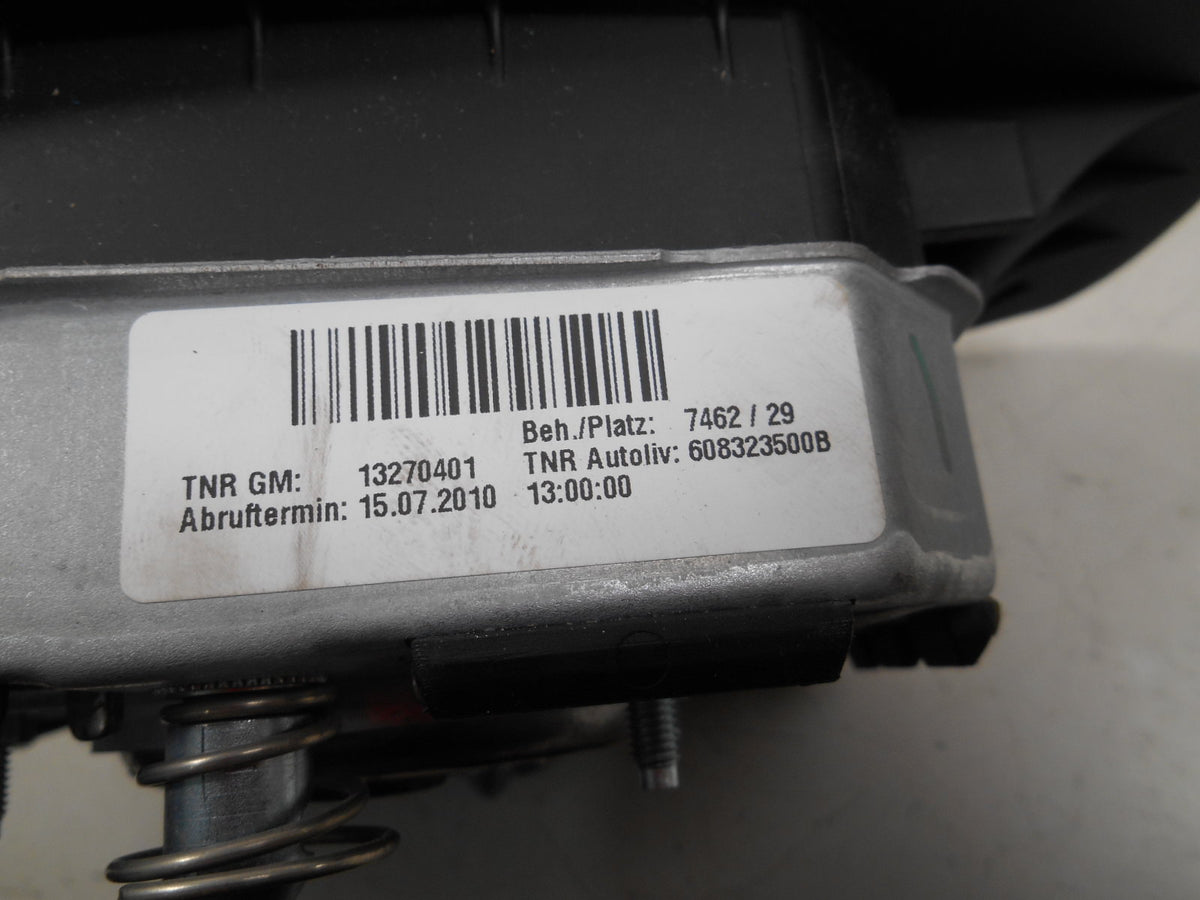 Beh./Platz: 7462 / 29
TNR GM: 13270401 TNR Autoliv: 608323500B
Abruftermin: 15.07.2010 13:00:00